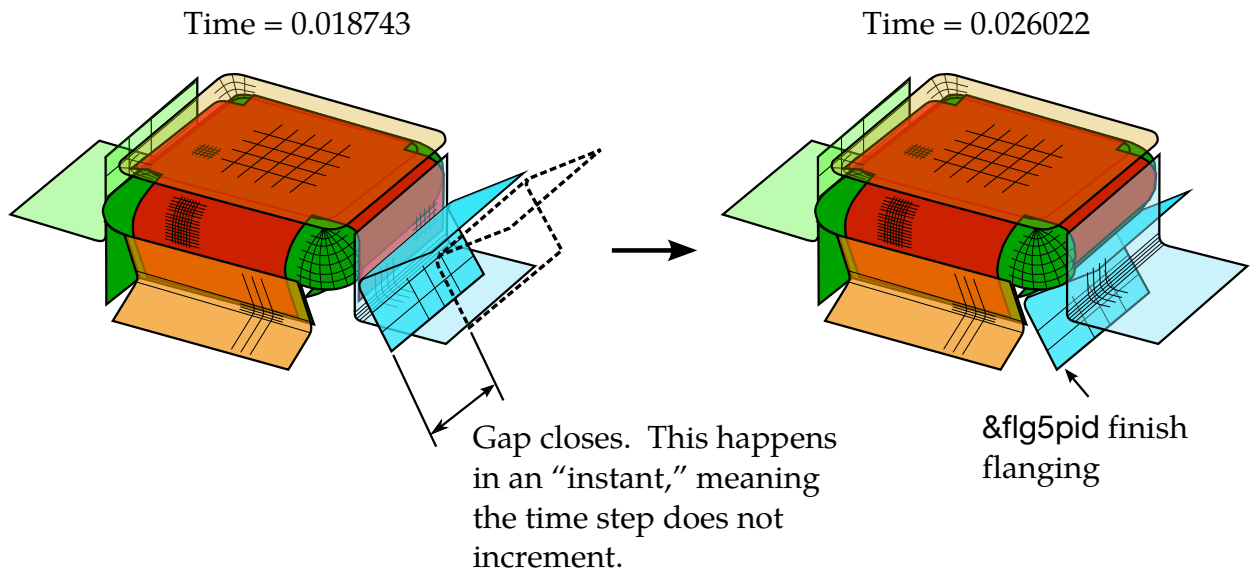 Time = 0.018743
Time = 0.026022
Gap closes. This happens
in an “instant,” meaning
the time step does not
increment.
&flg5pid finish
flanging